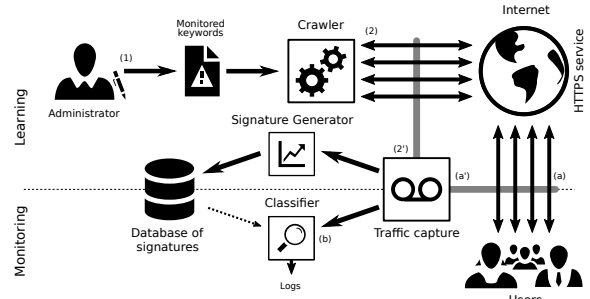 Internet
Monitored
keywords
Crawler
(1)
(2)
HTTPS service
Administrator
Learning
Signature Generator
(2')
(a')
(a)
Classifier
Monitoring
Database of
signatures
(b)
Traffic capture
Logs
Users